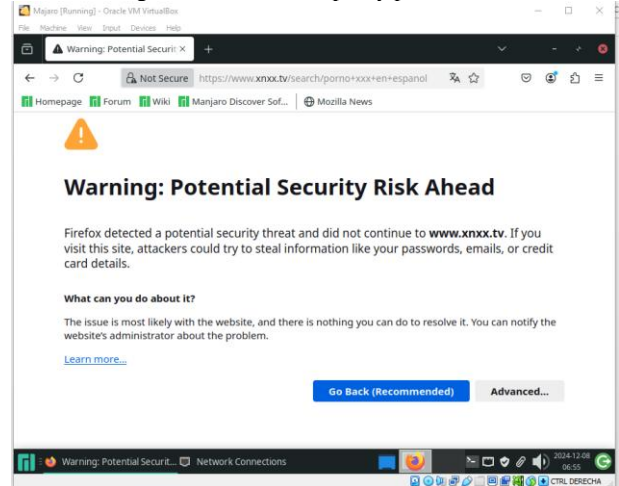 Majaro [Running] - Oracle VM VirtualBox
File Machine View Input Devices Help
Warning: Potential Securit ×
Not Secure https://www.xnxx.tv/search/porno+xxx+en+espanol
Homepage Forum Wiki Manjaro Discover Sof... Mozilla News
Warning: Potential Security Risk Ahead
Firefox detected a potential security threat and did not continue to www.xnxx.tv. If you
visit this site, attackers could try to steal information like your passwords, emails, or credit
card details.
What can you do about it?
The issue is most likely with the website, and there is nothing you can do to resolve it. You can notify the
website's administrator about the problem.
Learn more...
Go Back (Recommended) Advanced...
Warning: Potential Securit... Network Connections 2024-12-08
06:55
CTRL DERECHA